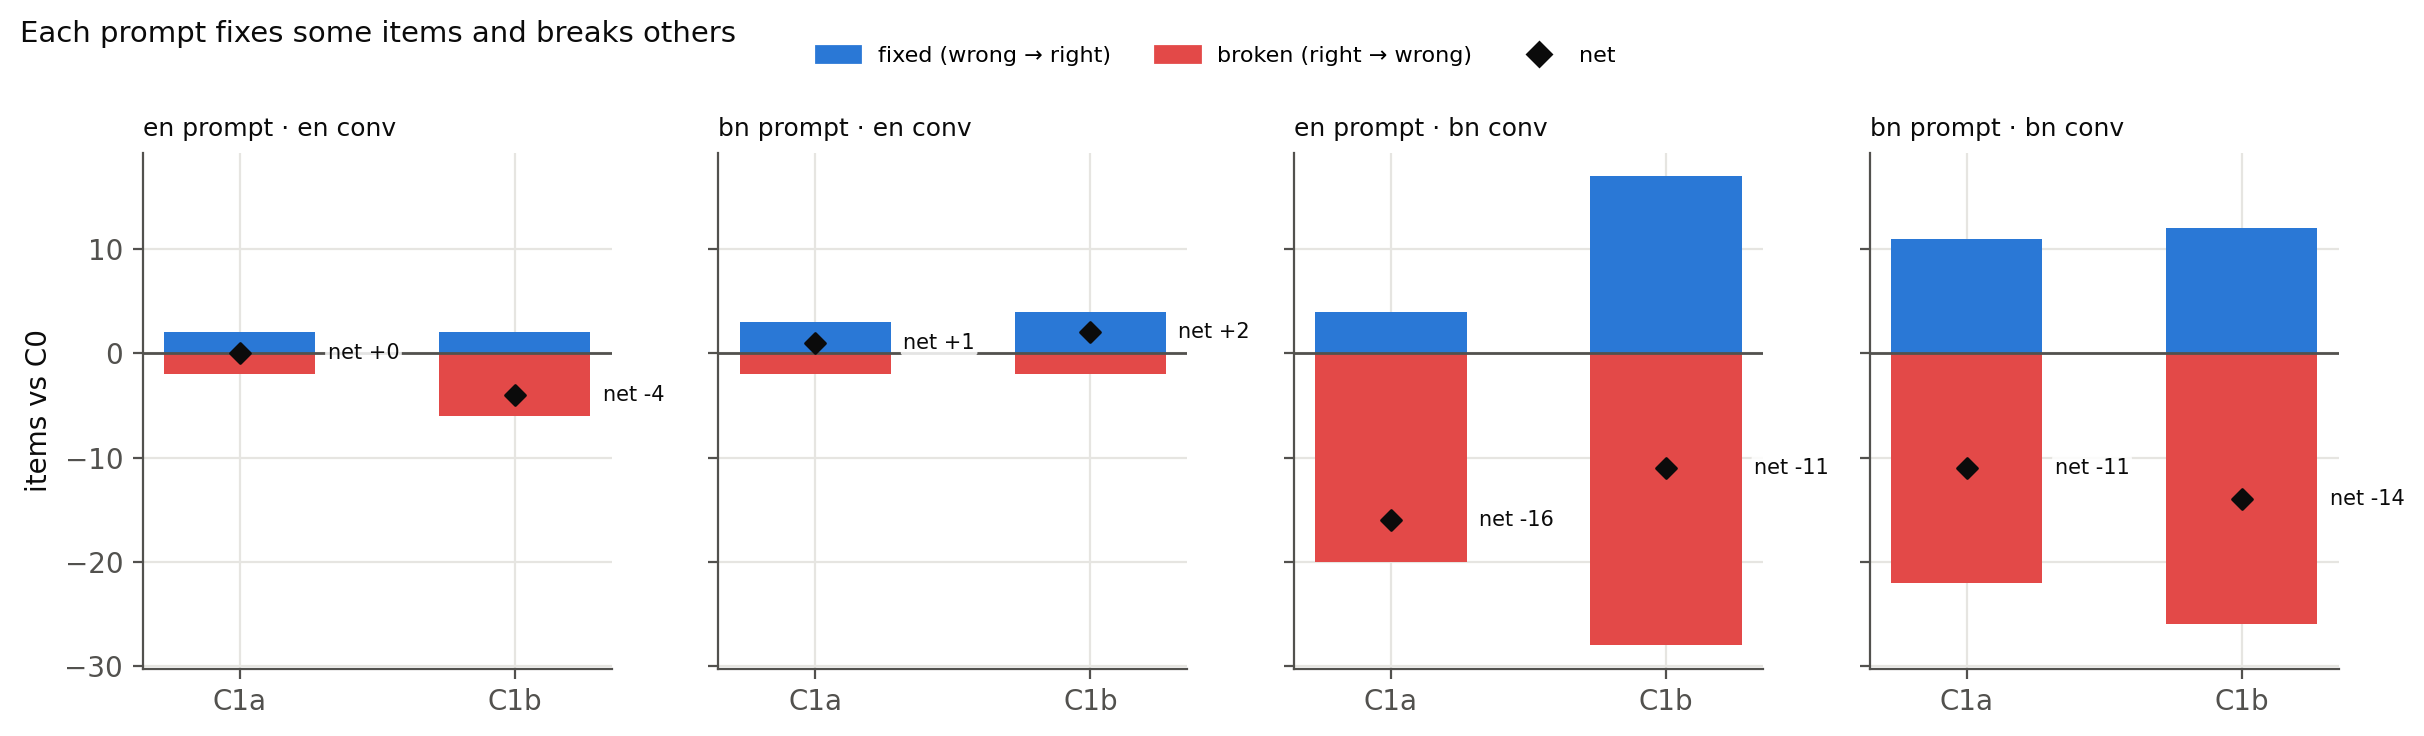 Each prompt fixes some items and breaks others
fixed (wrong → right) broken (right → wrong) net
en prompt · en conv
bn prompt · en conv
en prompt · bn conv
bn prompt · bn conv
items vs C0
10
0
−10
−20
−30
net +0
net -4
net +1
net +2
net -16
net -11
net -11
net -14
C1a C1b
C1a C1b
C1a C1b
C1a C1b